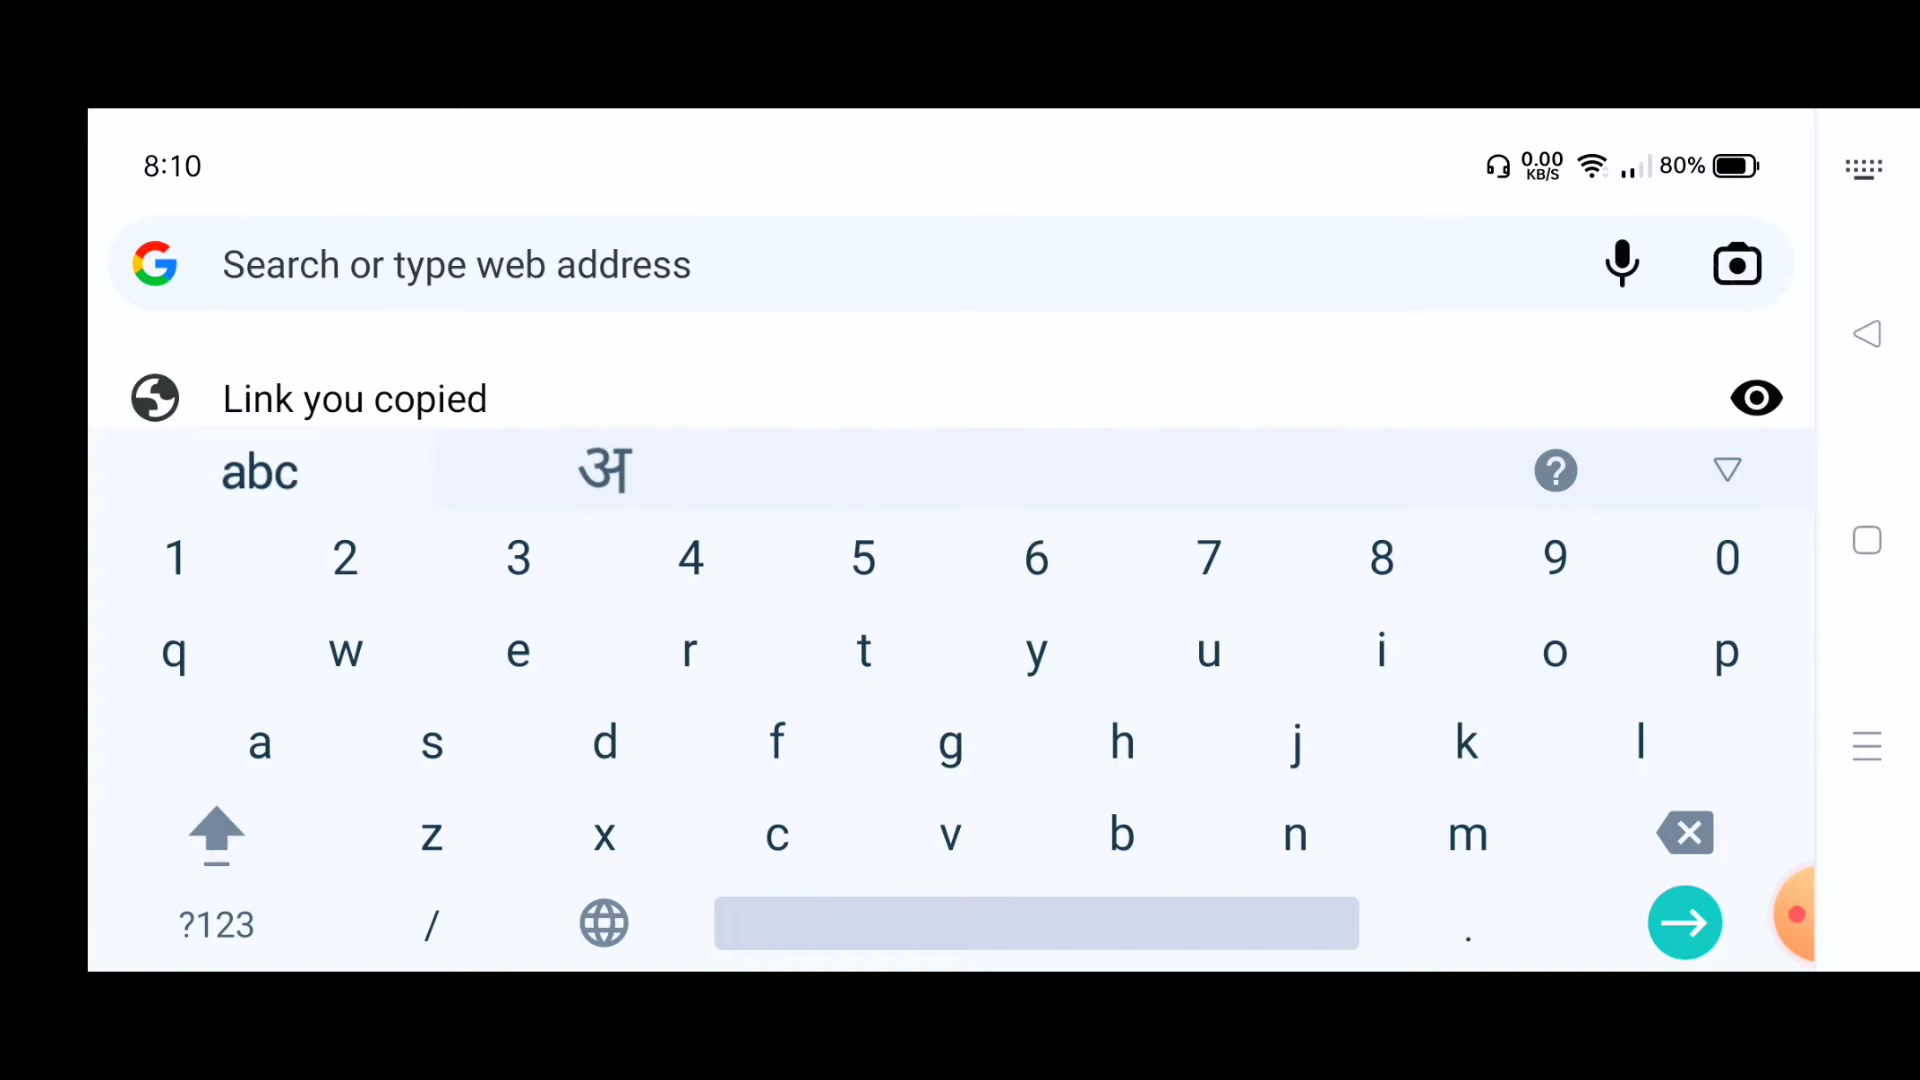 8:10 0.00 KB/S 80%
Search or type web address
Link you copied
abc अ ?
1 2 3 4 5 6 7 8 9 0
q w e r t y u i o p
a s d f g h j k l
z x c v b n m
?123 / .